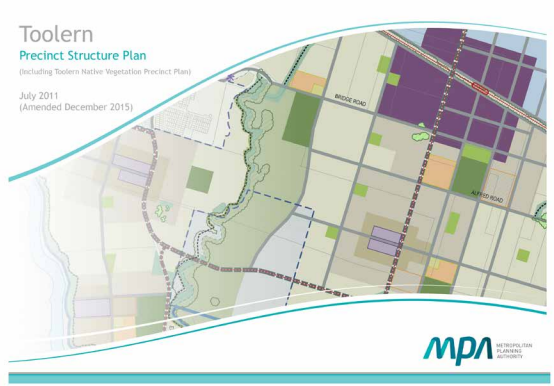 Toolern
Precinct Structure Plan
(Including Toolern Native Vegetation Precinct Plan)
July 2011
(Amended December 2015)
BRIDGE ROAD
ALFRED ROAD
MPA
METROPOLITAN
PLANNING
AUTHORITY